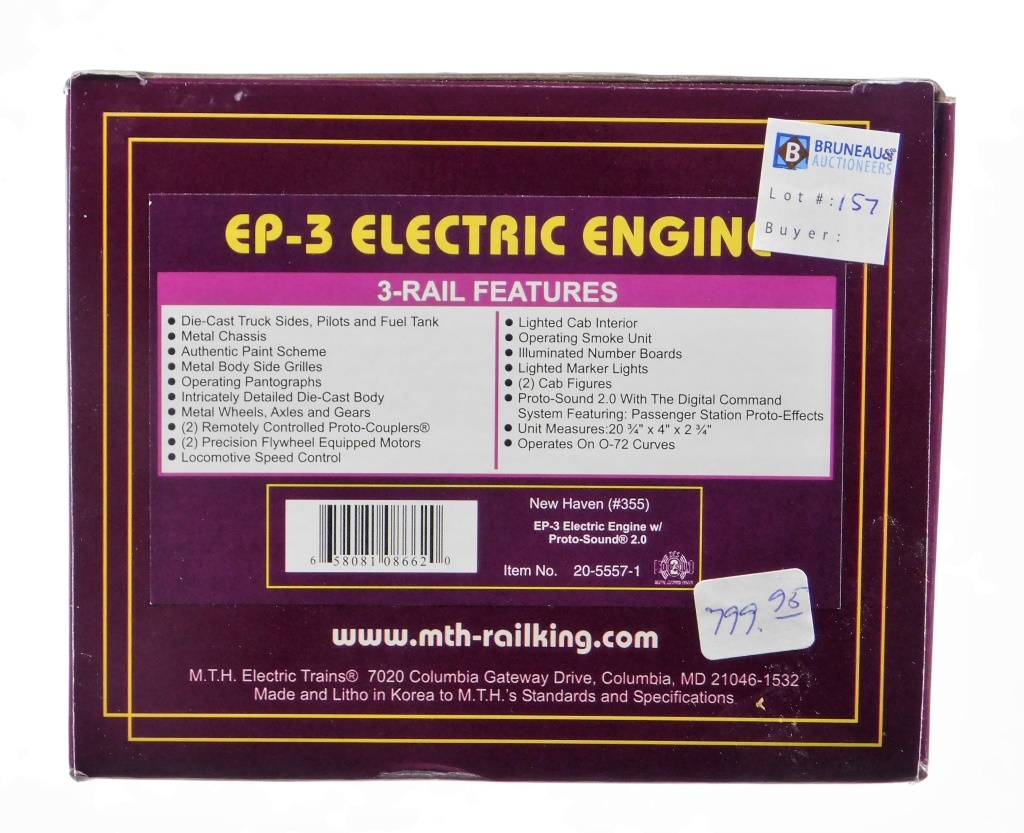 BRUNEAU & CO
AUCTIONEERS
Lot #: 157
Buyer:
EP-3 ELECTRIC ENGINE
3-RAIL FEATURES
● Die-Cast Truck Sides, Pilots and Fuel Tank
● Metal Chassis
● Authentic Paint Scheme
● Metal Body Side Grilles
● Operating Pantographs
● Intricately Detailed Die-Cast Body
● Metal Wheels, Axles and Gears
● (2) Remotely Controlled Proto-Couplers®
● (2) Precision Flywheel Equipped Motors
● Locomotive Speed Control
● Lighted Cab Interior
● Operating Smoke Unit
● Illuminated Number Boards
● Lighted Marker Lights
● (2) Cab Figures
● Proto-Sound 2.0 With The Digital Command
System Featuring: Passenger Station Proto-Effects
● Unit Measures:20 ¾" x 4" x 2 ¾"
● Operates On O-72 Curves
6 58081 08662 0
New Haven (#355)
EP-3 Electric Engine w/
Proto-Sound® 2.0
Item No. 20-5557-1
799.95
www.mth-railking.com
M.T.H. Electric Trains® 7020 Columbia Gateway Drive, Columbia, MD 21046-1532
Made and Litho in Korea to M.T.H.'s Standards and Specifications